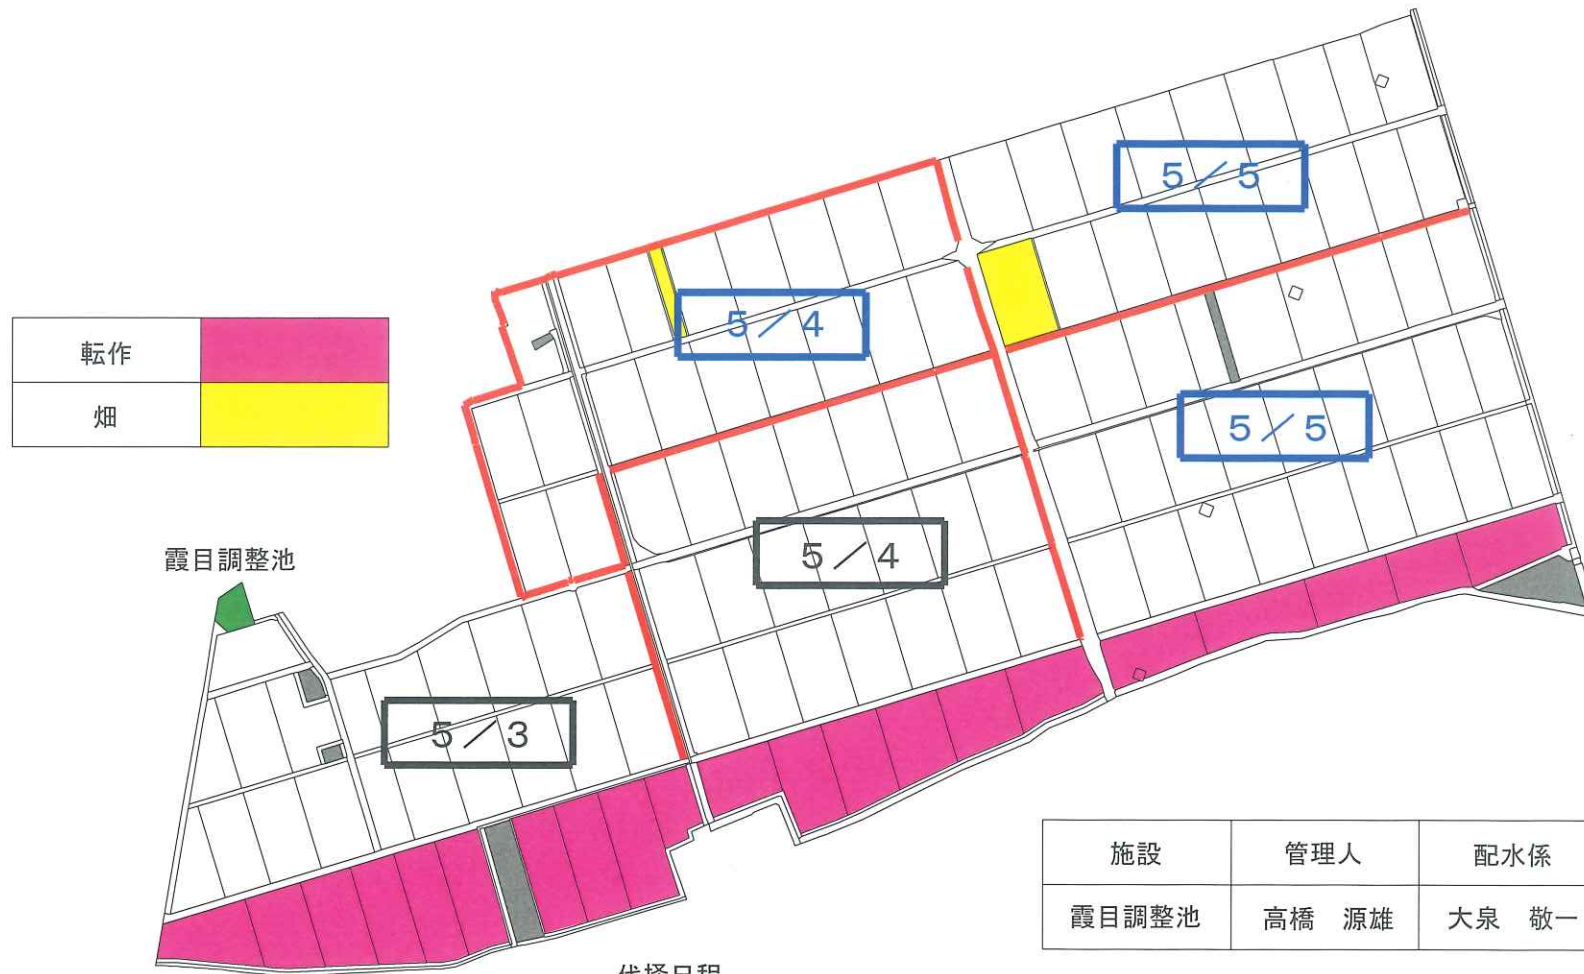 5／5
5／4
転作
畑
5／5
5／4
霞目調整池
5／3
施設 管理人 配水係
霞目調整池 高橋 源雄 大泉 敬一